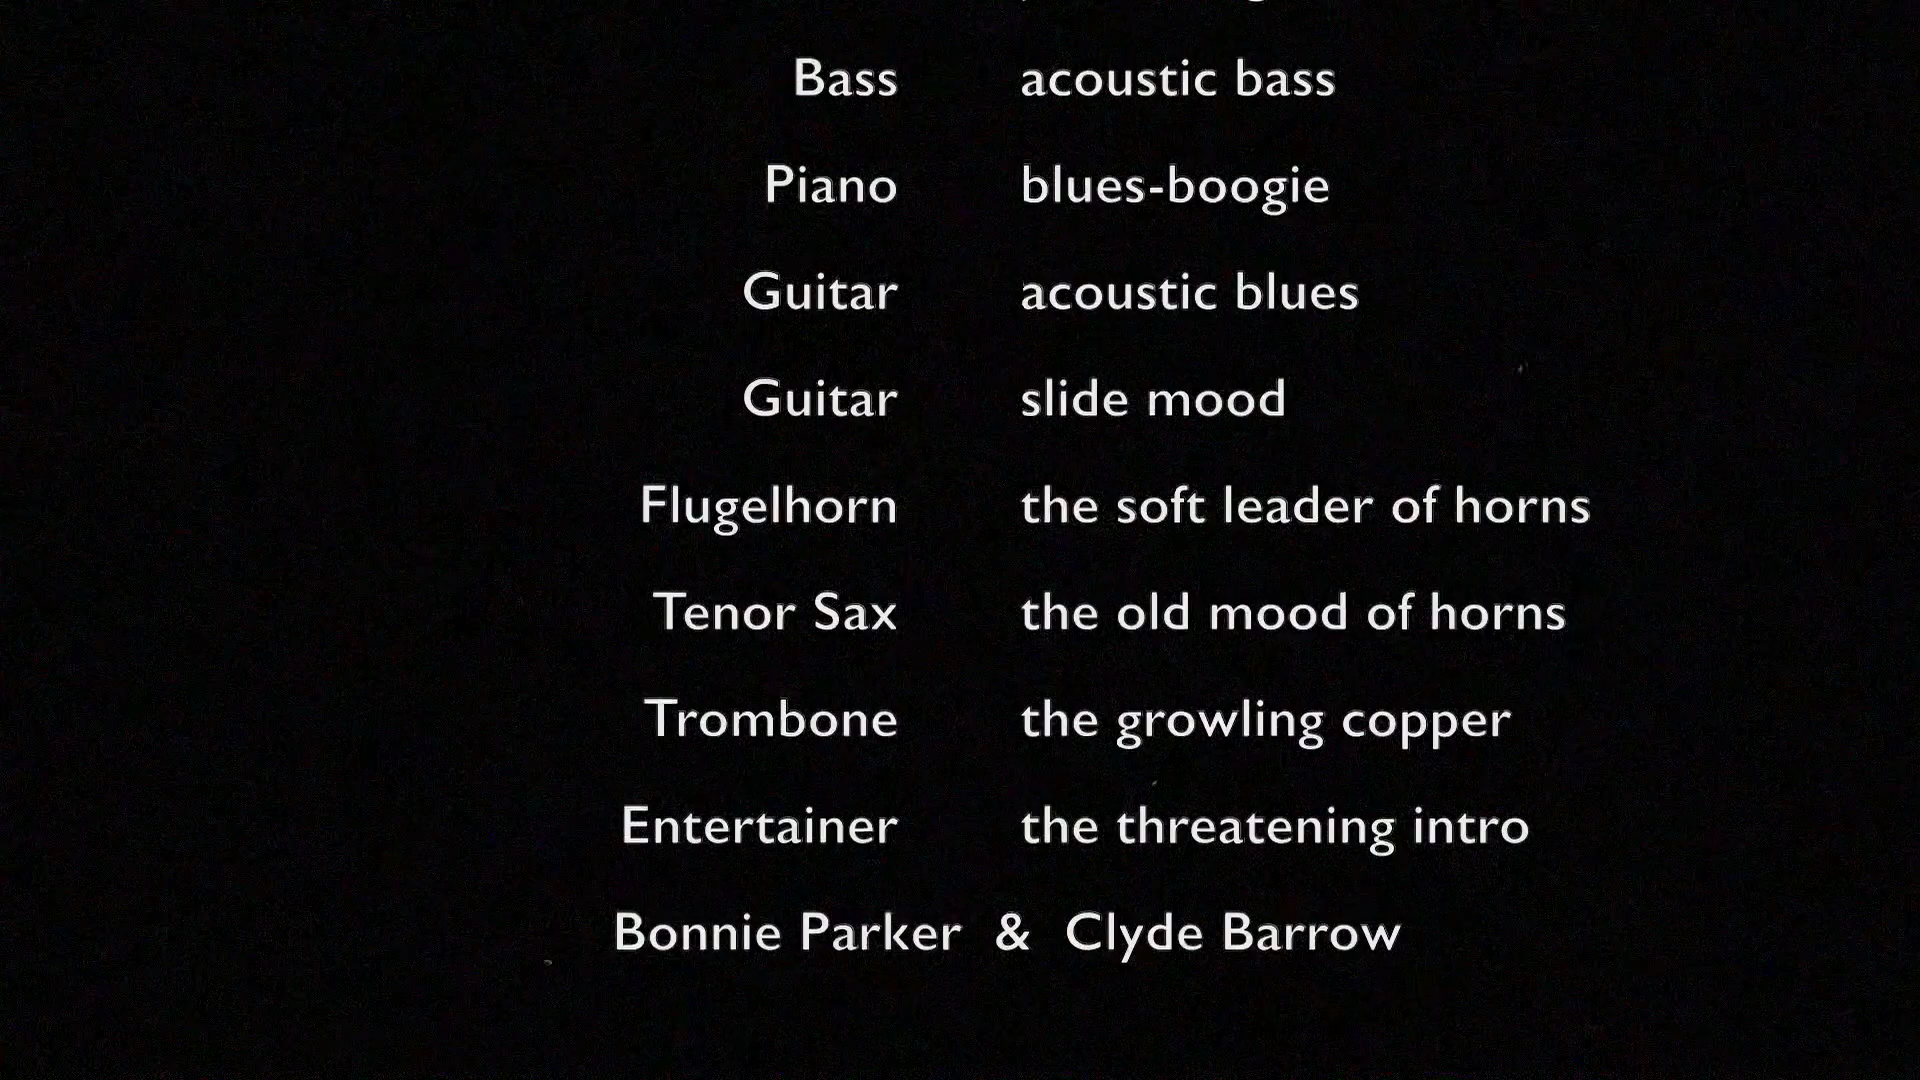 Bass acoustic bass
Piano blues-boogie
Guitar acoustic blues
Guitar slide mood
Flugelhorn the soft leader of horns
Tenor Sax the old mood of horns
Trombone the growling copper
Entertainer the threatening intro
Bonnie Parker & Clyde Barrow